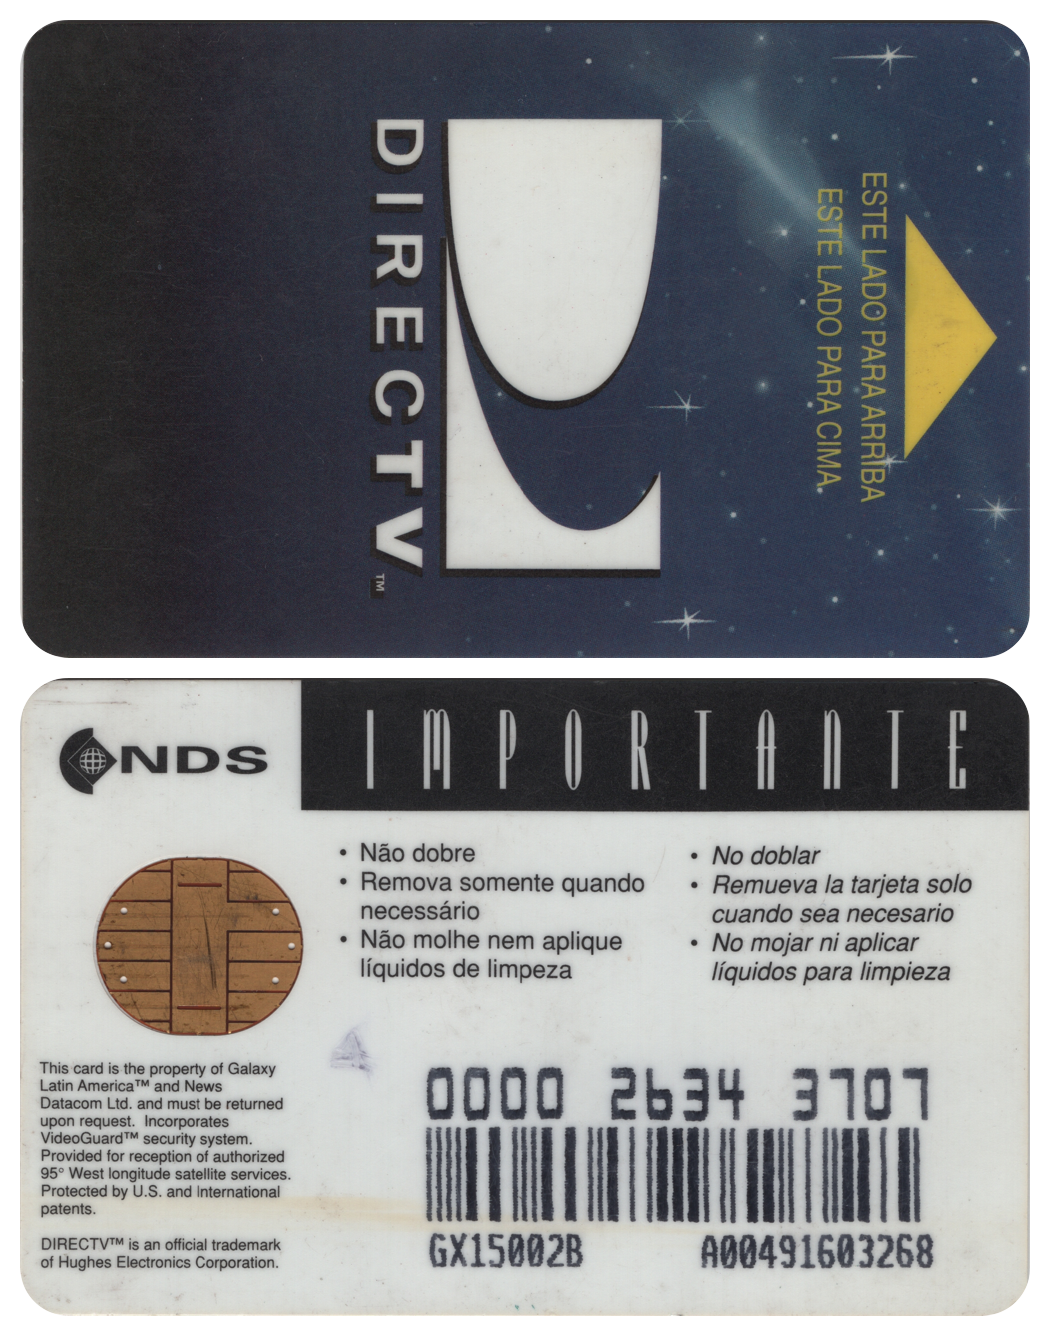 DIRECTV™
ESTE LADO PARA ARRIBA
ESTE LADO PARA CIMA
NDS
IMPORTANTE
• Não dobre
• Remova somente quando
necessário
• Não molhe nem aplique
líquidos de limpeza
• No doblar
• Remueva la tarjeta solo
cuando sea necesario
• No mojar ni aplicar
líquidos para limpieza
This card is the property of Galaxy
Latin America™ and News
Datacom Ltd. and must be returned
upon request. Incorporates
VideoGuard™ security system.
Provided for reception of authorized
95° West longitude satellite services.
Protected by U.S. and International
patents.
DIRECTV™ is an official trademark
of Hughes Electronics Corporation.
0000 2634 3707
GX15002B A00491603268